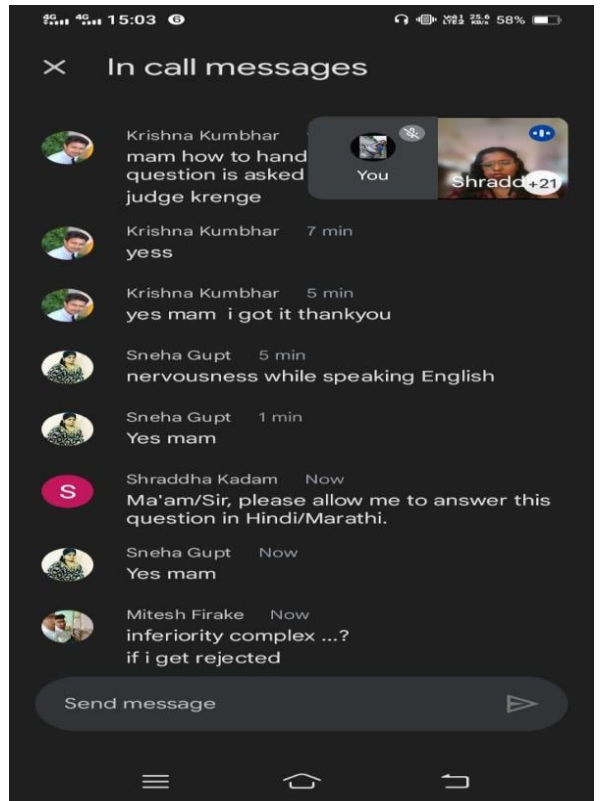 4G 4G 15:03 6 58%
In call messages
Krishna Kumbhar
mam how to hand
question is asked
judge krenge
You
Shradd +21
Krishna Kumbhar 7 min
yess
Krishna Kumbhar 5 min
yes mam i got it thankyou
Sneha Gupt 5 min
nervousness while speaking English
Sneha Gupt 1 min
Yes mam
S
Shraddha Kadam Now
Ma'am/Sir, please allow me to answer this
question in Hindi/Marathi.
Sneha Gupt Now
Yes mam
Mitesh Firake Now
inferiority complex ...?
if i get rejected
Send message